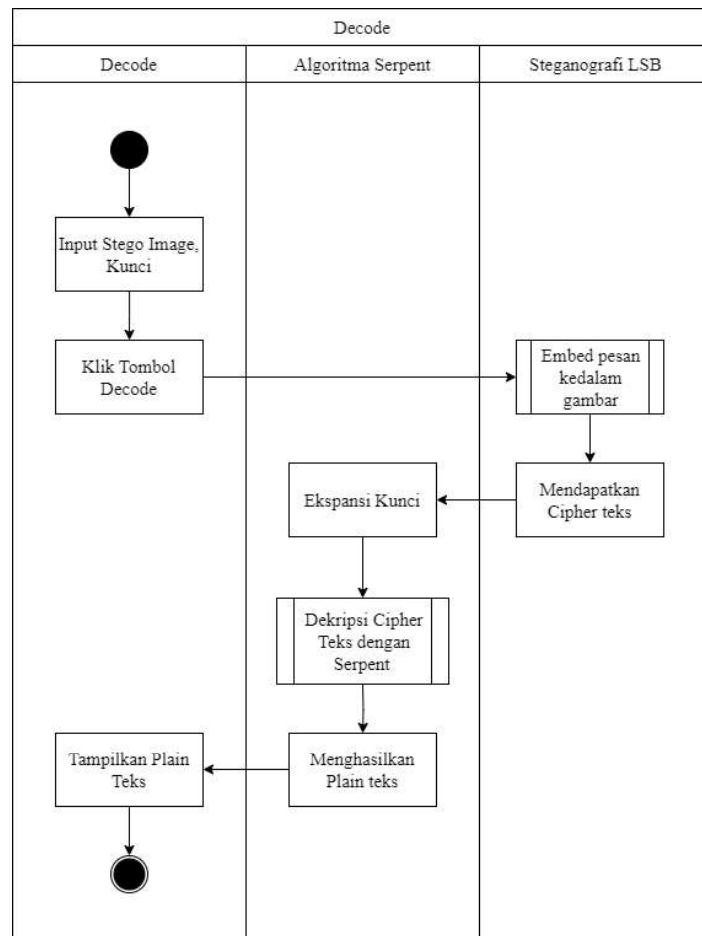 Decode
Decode
Algoritma Serpent
Steganografi LSB
Input Stego Image,
Kunci
Klik Tombol
Decode
Embed pesan
kedalam
gambar
Mendapatkan
Cipher teks
Ekspansi Kunci
Dekripsi Cipher
Teks dengan
Serpent
Menghasilkan
Plain teks
Tampilkan Plain
Teks